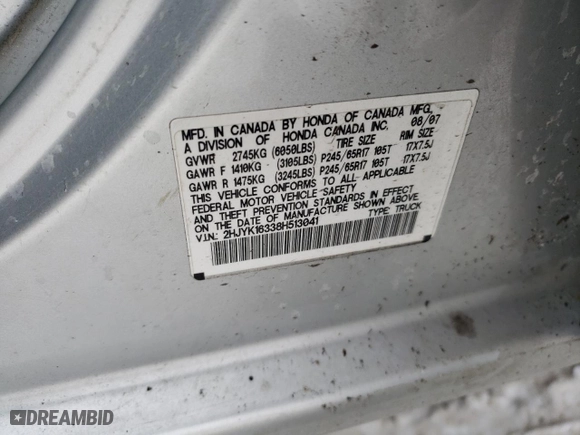 MFD. IN CANADA BY HONDA OF CANADA MFG.,
A DIVISION OF HONDA CANADA INC. 08/07
GVWR 2745KG (6050LBS) TIRE SIZE RIM SIZE
GAWR F 1410KG (3105LBS) P245/65R17 105T 17X7.5J
GAWR R 1475KG (3245LBS) P245/65R17 105T 17X7.5J
THIS VEHICLE CONFORMS TO ALL APPLICABLE
FEDERAL MOTOR VEHICLE SAFETY
AND THEFT PREVENTION STANDARDS IN EFFECT
ON THE DATE OF MANUFACTURE SHOWN ABOVE.
V.I.N.: 2HJYK16338H513041 TYPE: TRUCK
DREAMBID